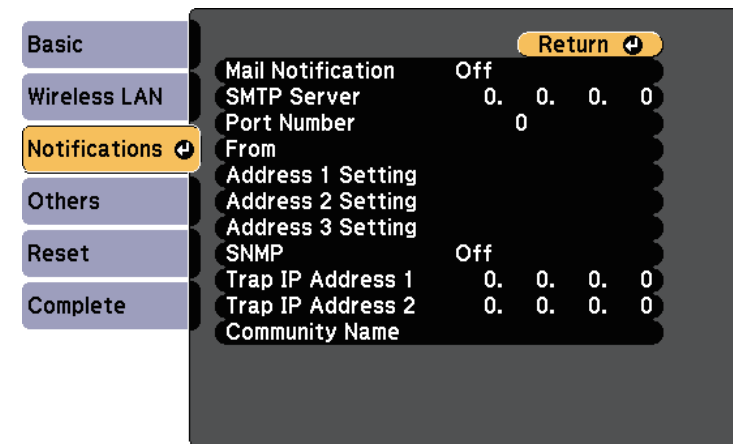 Basic
Wireless LAN
Notifications
Others
Reset
Complete
Return
Mail Notification Off
SMTP Server 0. 0. 0. 0
Port Number 0
From
Address 1 Setting
Address 2 Setting
Address 3 Setting
SNMP Off
Trap IP Address 1 0. 0. 0. 0
Trap IP Address 2 0. 0. 0. 0
Community Name